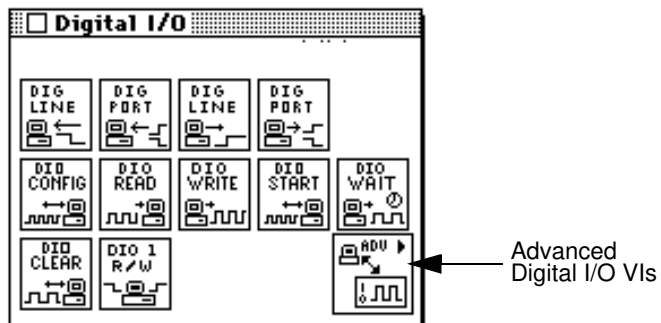 Digital I/O
DIG LINE
DIG PORT
DIG LINE
DIG PORT
DIO CONFIG
DIO READ
DIO WRITE
DIO START
DIO WAIT
DIO CLEAR
DIO 1 R/W
ADV
Advanced
Digital I/O VIs